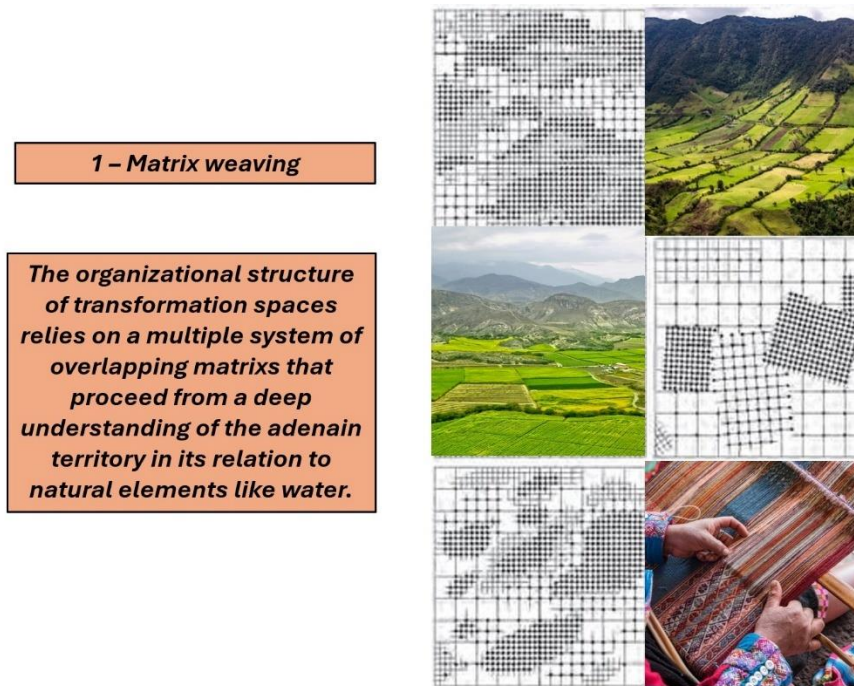 1 – Matrix weaving
The organizational structure
of transformation spaces
relies on a multiple system of
overlapping matrixs that
proceed from a deep
understanding of the adenain
territory in its relation to
natural elements like water.